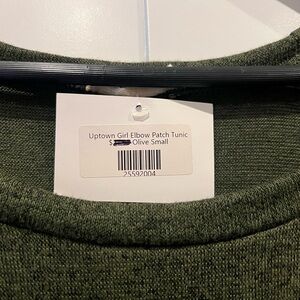 Uptown Girl Elbow Patch Tunic
$ Olive Small
25592004